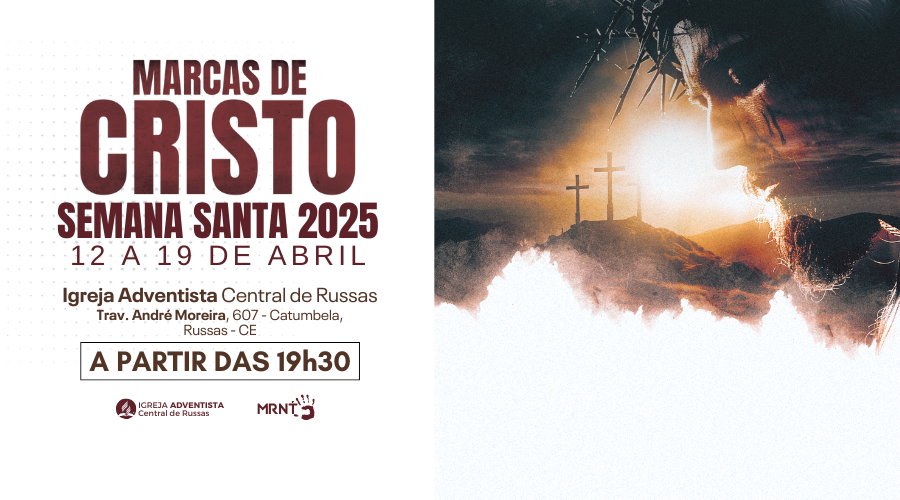 MARCAS DE
CRISTO
SEMANA SANTA 2025
12 A 19 DE ABRIL
Igreja Adventista Central de Russas
Trav. André Moreira, 607 - Catumbela,
Russas - CE
A PARTIR DAS 19h30
IGREJA ADVENTISTA
Central de Russas
MRNT